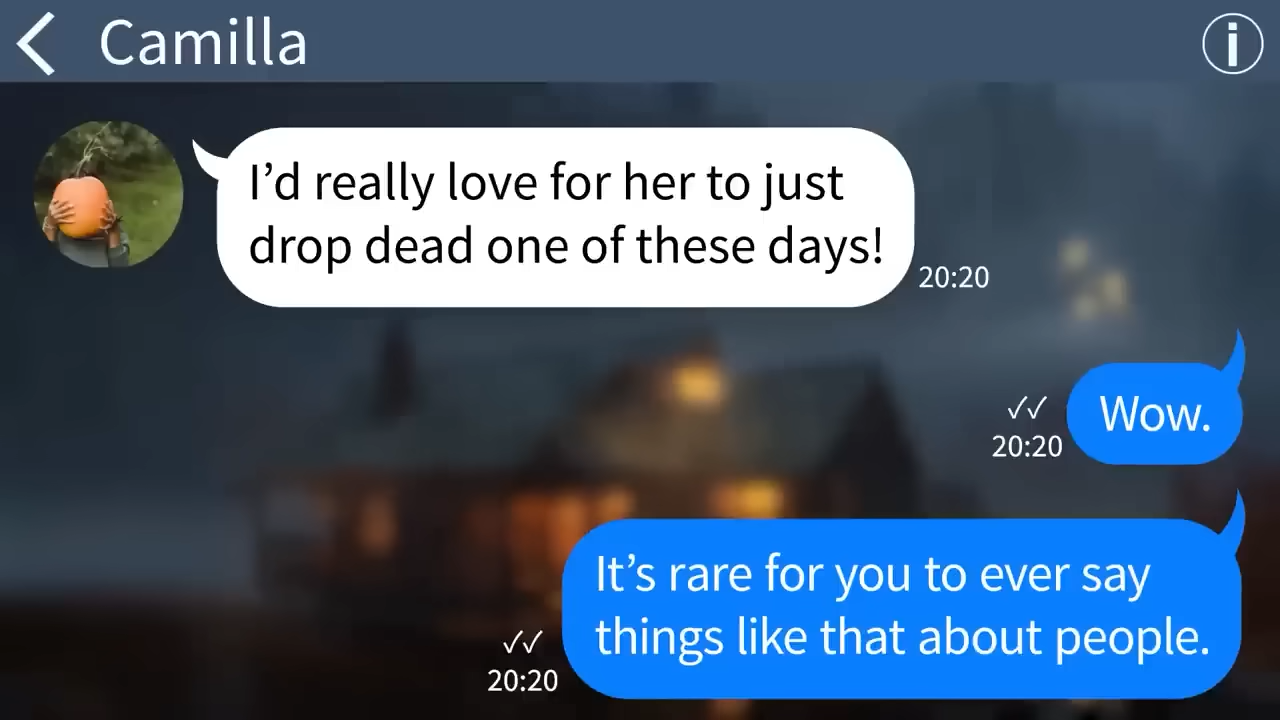 Camilla
I’d really love for her to just
drop dead one of these days!
20:20
Wow.
20:20
It’s rare for you to ever say
things like that about people.
20:20